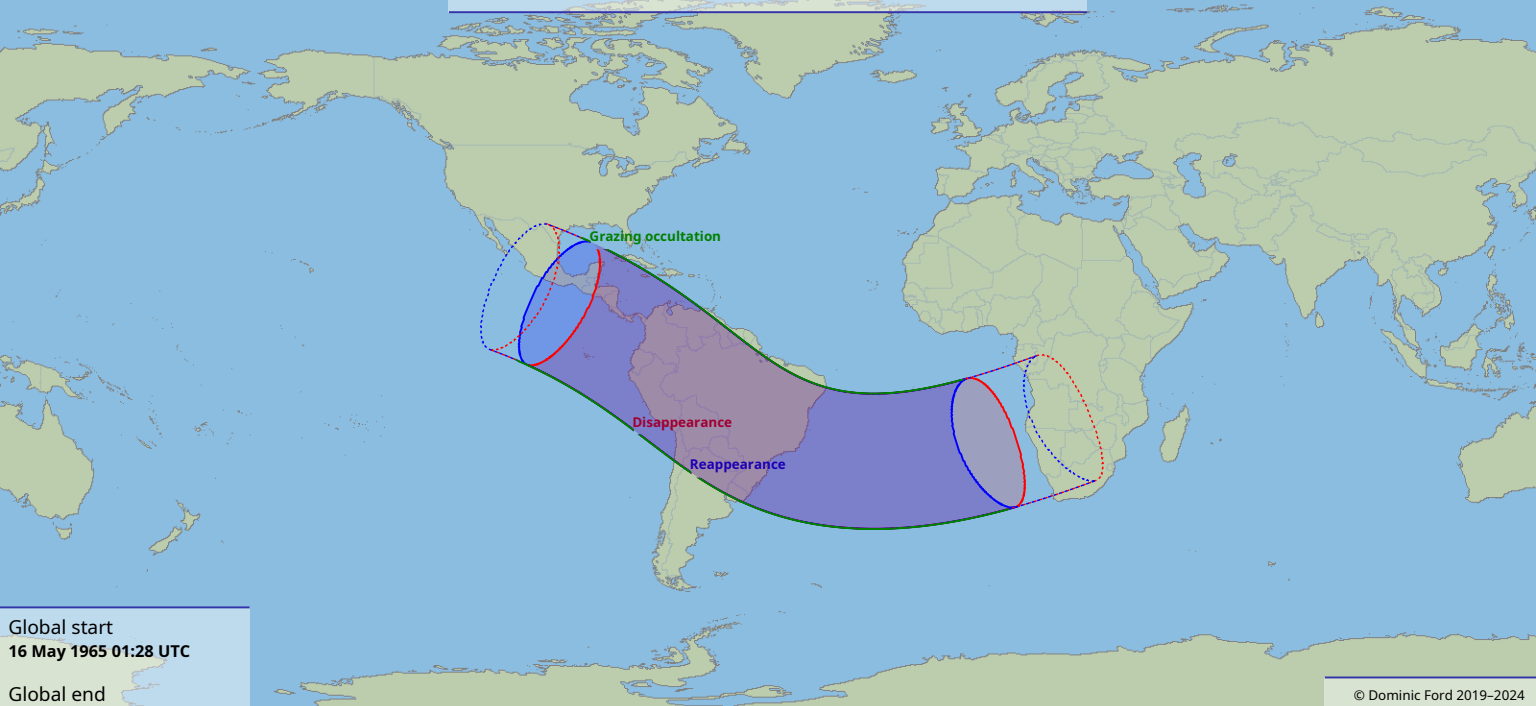 Grazing occultation
Disappearance
Reappearance
Global start
16 May 1965 01:28 UTC
Global end
© Dominic Ford 2019–2024